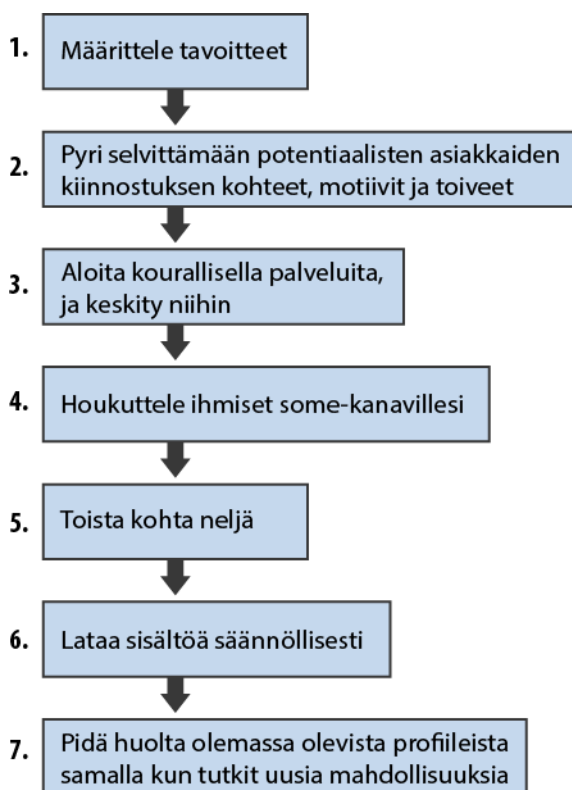 1. Määrittele tavoitteet
2. Pyri selvittämään potentiaalisten asiakkaiden
kiinnostuksen kohteet, motiivit ja toiveet
3. Aloita kourallisella palveluita,
ja keskity niihin
4. Houkuttele ihmiset some-kanavillesi
5. Toista kohta neljä
6. Lataa sisältöä säännöllisesti
7. Pidä huolta olemassa olevista profiileista
samalla kun tutkit uusia mahdollisuuksia